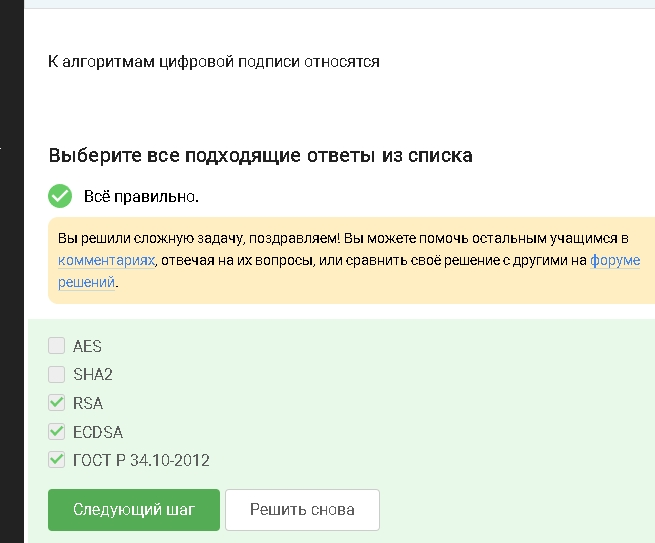 К алгоритмам цифровой подписи относятся
Выберите все подходящие ответы из списка
Всё правильно.
Вы решили сложную задачу, поздравляем! Вы можете помочь остальным учащимся в
комментариях, отвечая на их вопросы, или сравнить своё решение с другими на форуме
решений.
AES
SHA2
RSA
ECDSA
ГОСТ Р 34.10-2012
Следующий шаг
Решить снова